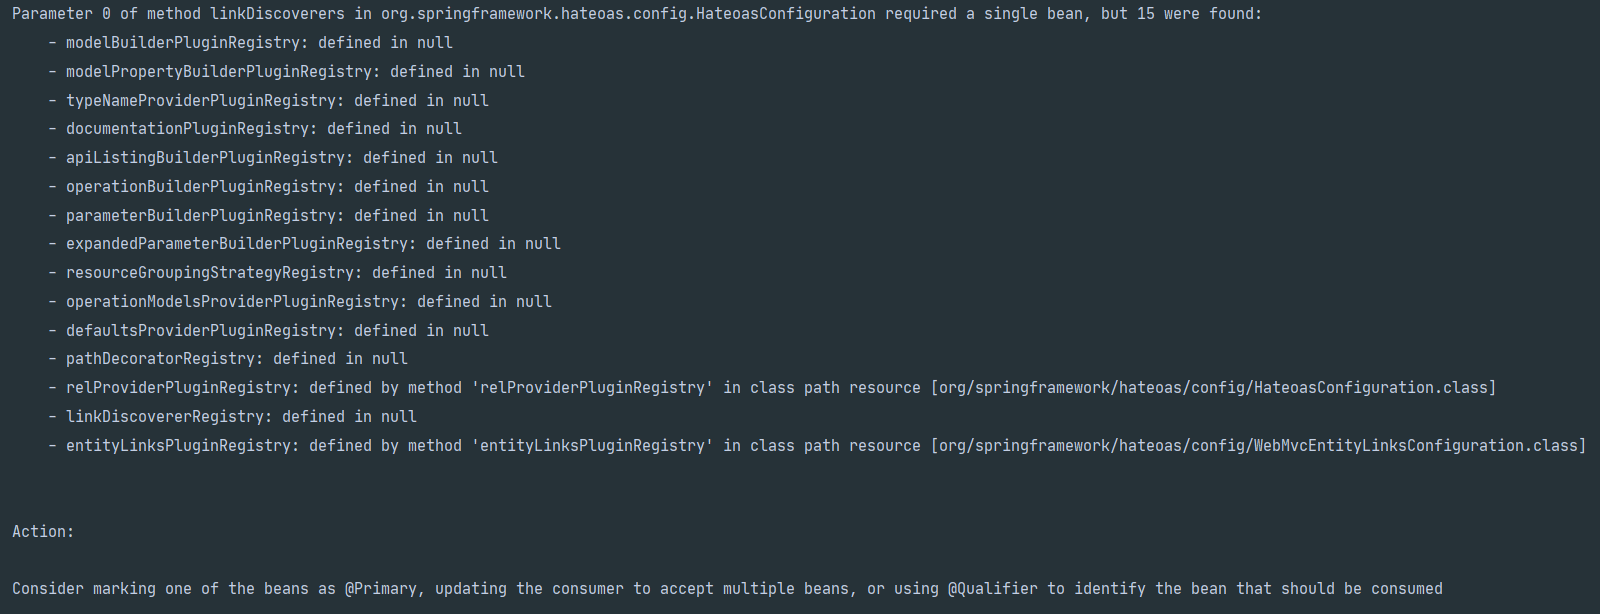 Parameter 0 of method linkDiscoverers in org.springframework.hateoas.config.HateoasConfiguration required a single bean, but 15 were found:
- modelBuilderPluginRegistry: defined in null
- modelPropertyBuilderPluginRegistry: defined in null
- typeNameProviderPluginRegistry: defined in null
- documentationPluginRegistry: defined in null
- apiListingBuilderPluginRegistry: defined in null
- operationBuilderPluginRegistry: defined in null
- parameterBuilderPluginRegistry: defined in null
- expandedParameterBuilderPluginRegistry: defined in null
- resourceGroupingStrategyRegistry: defined in null
- operationModelsProviderPluginRegistry: defined in null
- defaultsProviderPluginRegistry: defined in null
- pathDecoratorRegistry: defined in null
- relProviderPluginRegistry: defined by method 'relProviderPluginRegistry' in class path resource [org/springframework/hateoas/config/HateoasConfiguration.class]
- linkDiscovererRegistry: defined in null
- entityLinksPluginRegistry: defined by method 'entityLinksPluginRegistry' in class path resource [org/springframework/hateoas/config/WebMvcEntityLinksConfiguration.class]
Action:
Consider marking one of the beans as @Primary, updating the consumer to accept multiple beans, or using @Qualifier to identify the bean that should be consumed